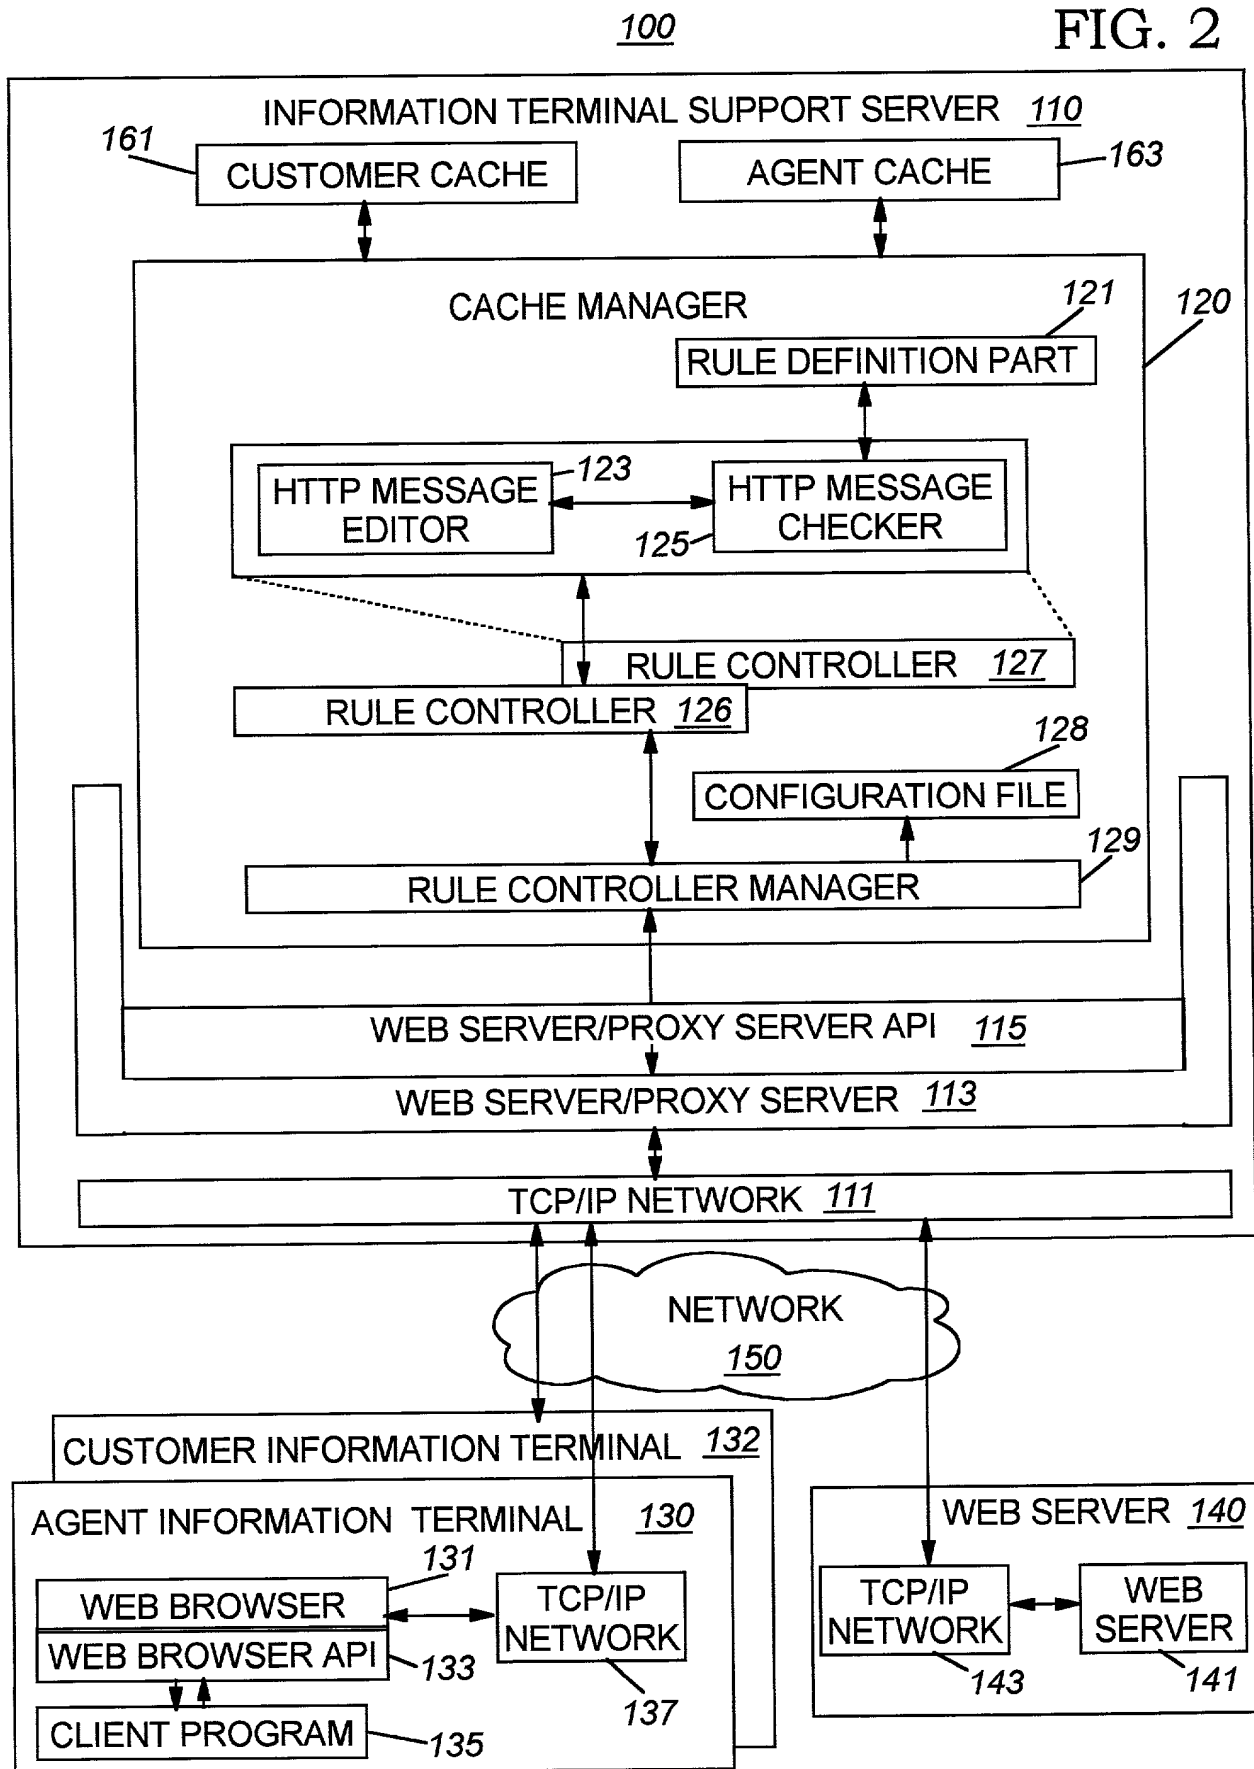 100
FIG. 2
INFORMATION TERMINAL SUPPORT SERVER 110
161
CUSTOMER CACHE
AGENT CACHE
163
CACHE MANAGER
121
120
RULE DEFINITION PART
HTTP MESSAGE
EDITOR
123
125
HTTP MESSAGE
CHECKER
RULE CONTROLLER 127
RULE CONTROLLER 126
128
CONFIGURATION FILE
129
RULE CONTROLLER MANAGER
WEB SERVER/PROXY SERVER API 115
WEB SERVER/PROXY SERVER 113
TCP/IP NETWORK 111
NETWORK
150
CUSTOMER INFORMATION TERMINAL 132
AGENT INFORMATION TERMINAL 130
131
WEB BROWSER
WEB BROWSER API
133
CLIENT PROGRAM
135
TCP/IP
NETWORK
137
WEB SERVER 140
TCP/IP
NETWORK
143
WEB
SERVER
141